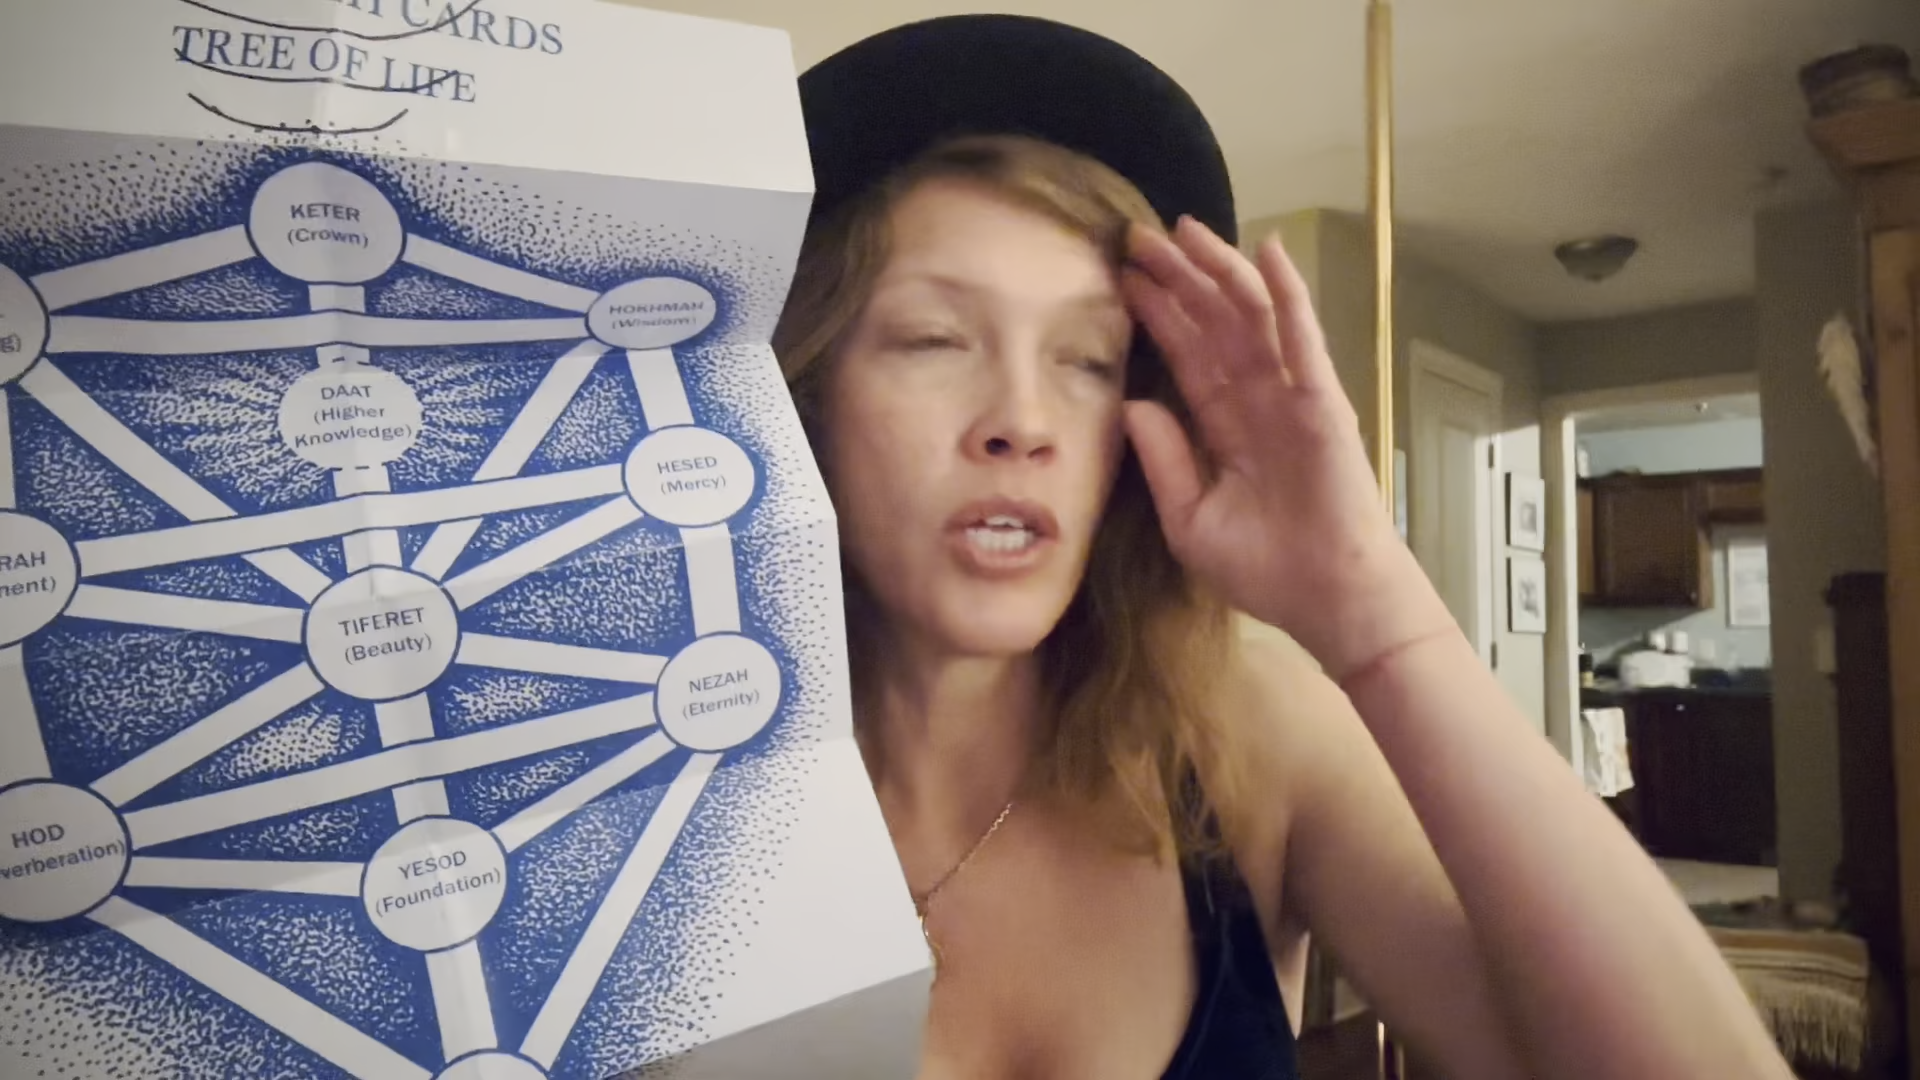 CARDS
TREE OF LIFE
KETER
(Crown)
HOKHMAH
(Wisdom)
DAAT
(Higher
Knowledge)
HESED
(Mercy)
TIFERET
(Beauty)
NEZAH
(Eternity)
HOD
YESOD
(Foundation)